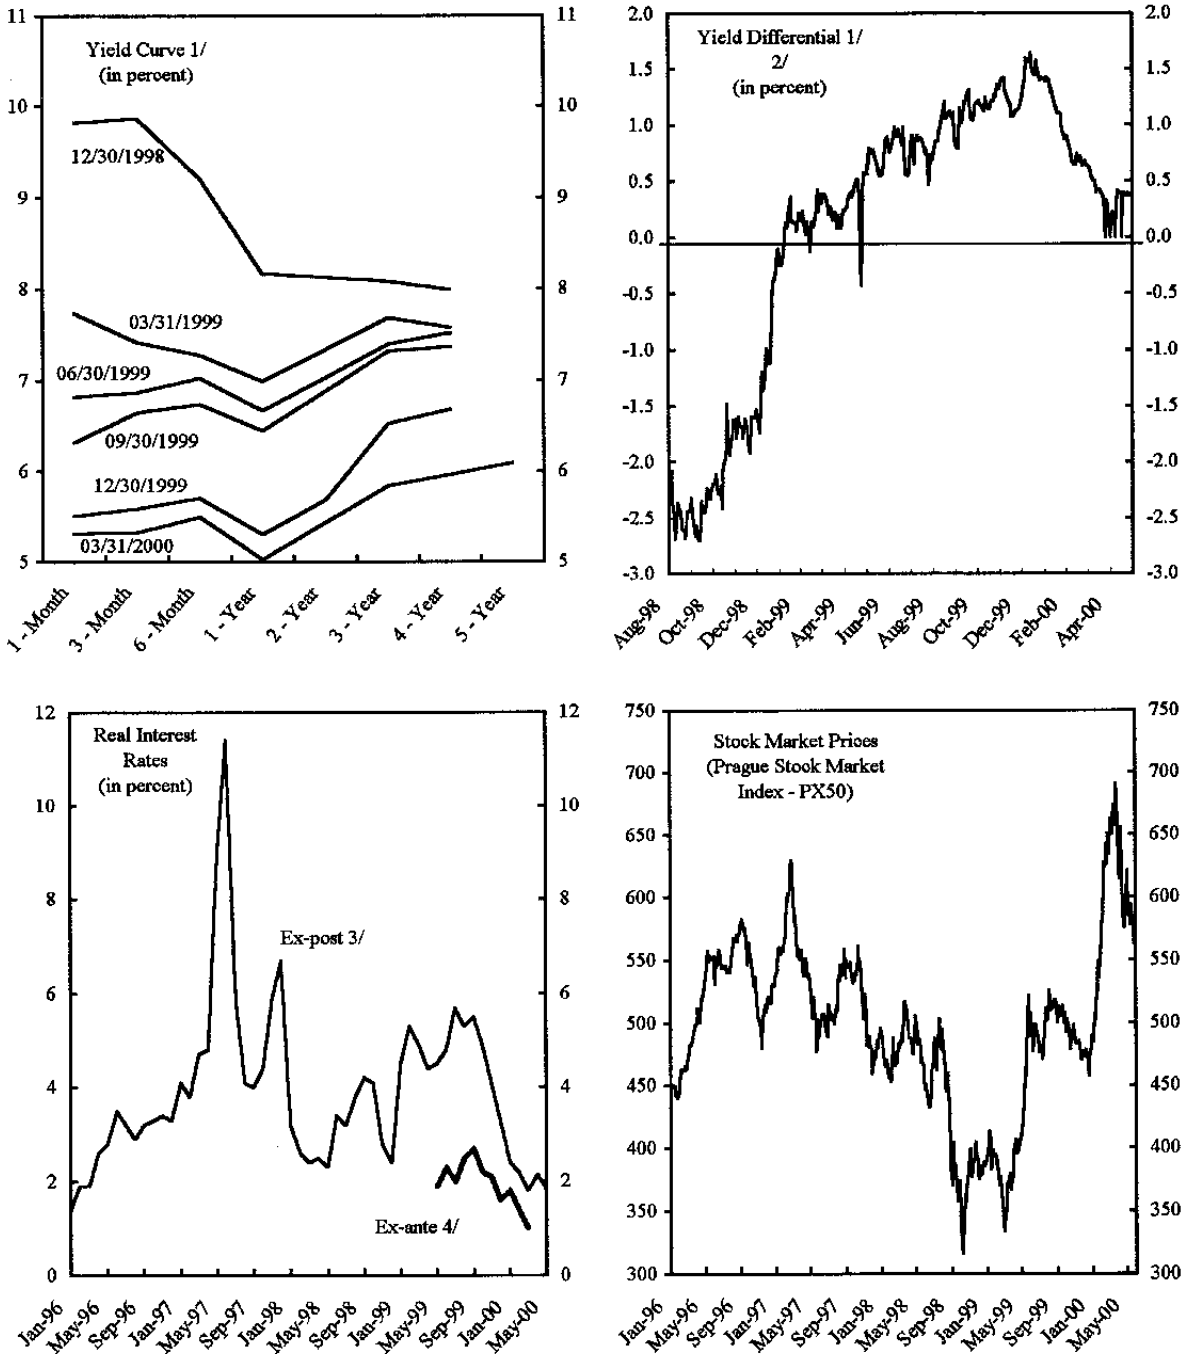 11
10
9
8
7
6
5
Yield Curve 1/
(in percent)
12/30/1998
03/31/1999
06/30/1999
09/30/1999
12/30/1999
03/31/2000
11
10
9
8
7
6
5
1 - Month
3 - Month
6 - Month
1 - Year
2 - Year
3 - Year
4 - Year
5 - Year
2.0
1.5
1.0
0.5
0.0
-0.5
-1.0
-1.5
-2.0
-2.5
-3.0
Yield Differential 1/
2/
(in percent)
2.0
1.5
1.0
0.5
0.0
-0.5
-1.0
-1.5
-2.0
-2.5
-3.0
Aug-98
Oct-98
Dec-98
Feb-99
Apr-99
Jun-99
Aug-99
Oct-99
Dec-99
Feb-00
Apr-00
12
10
8
6
4
2
0
Real Interest
Rates
(in percent)
Ex-post 3/
Ex-ante 4/
12
10
8
6
4
2
0
Jan-96
May-96
Sep-96
Jan-97
May-97
Sep-97
Jan-98
May-98
Sep-98
Jan-99
May-99
Sep-99
Jan-00
May-00
750
700
650
600
550
500
450
400
350
300
Stock Market Prices
(Prague Stock Market
Index - PX50)
750
700
650
600
550
500
450
400
350
300
Jan-96
May-96
Sep-96
Jan-97
May-97
Sep-97
Jan-98
May-98
Sep-98
Jan-99
May-99
Sep-99
Jan-00
May-00